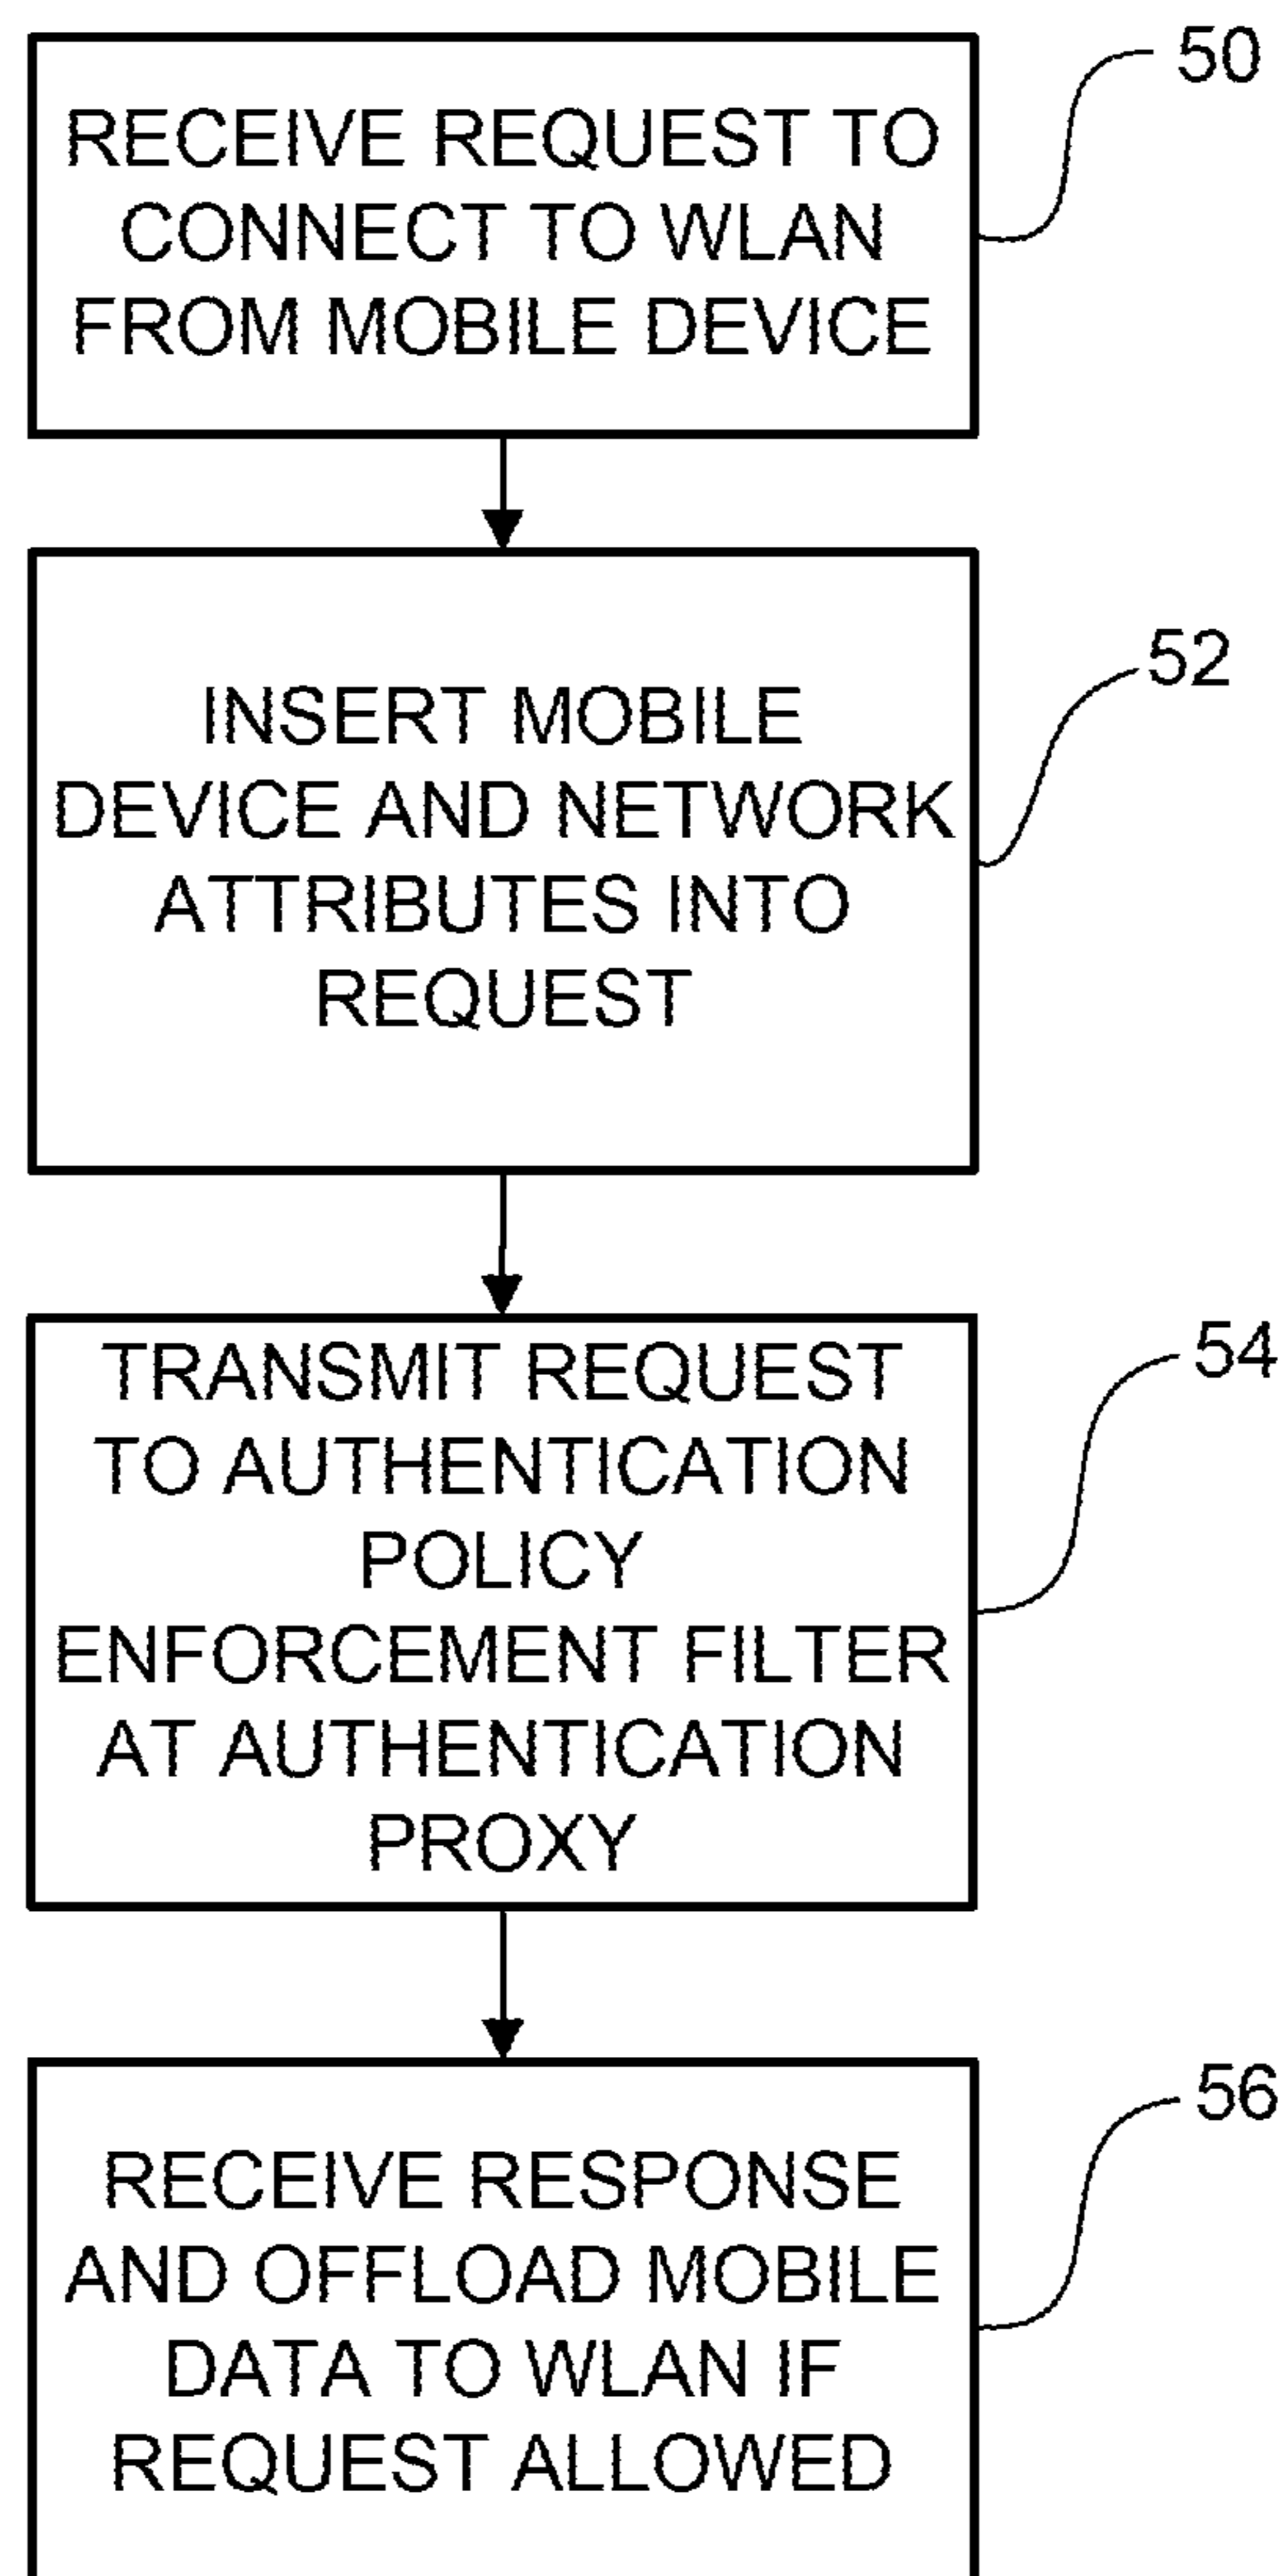 RECEIVE REQUEST TO
CONNECT TO WLAN
FROM MOBILE DEVICE
50
INSERT MOBILE
DEVICE AND NETWORK
ATTRIBUTES INTO
REQUEST
52
TRANSMIT REQUEST
TO AUTHENTICATION
POLICY
ENFORCEMENT FILTER
AT AUTHENTICATION
PROXY
54
RECEIVE RESPONSE
AND OFFLOAD MOBILE
DATA TO WLAN IF
REQUEST ALLOWED
56